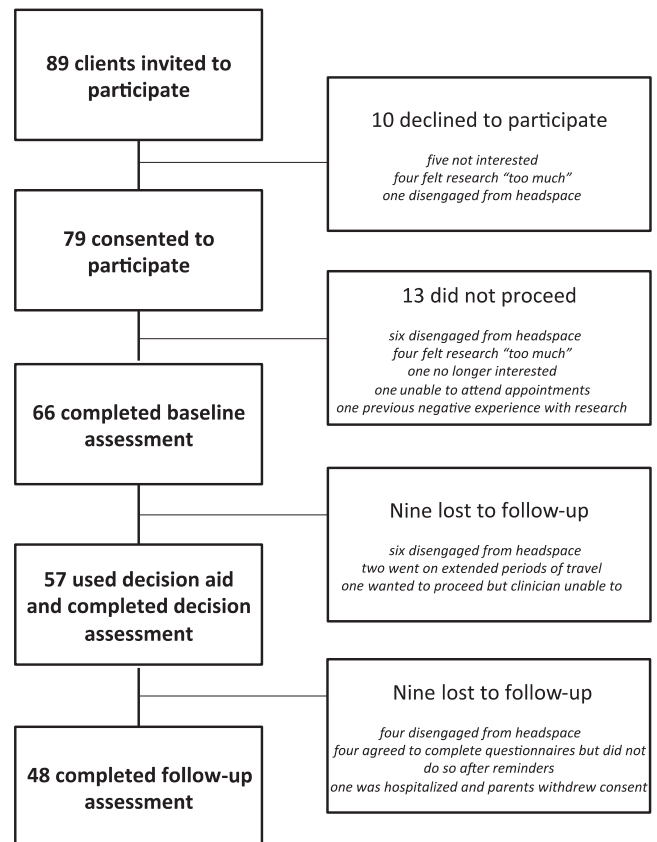 89 clients invited to
participate
10 declined to participate
five not interested
four felt research “too much”
one disengaged from headspace
79 consented to
participate
13 did not proceed
six disengaged from headspace
four felt research “too much”
one no longer interested
one unable to attend appointments
one previous negative experience with research
66 completed baseline
assessment
Nine lost to follow-up
six disengaged from headspace
two went on extended periods of travel
one wanted to proceed but clinician unable to
57 used decision aid
and completed decision
assessment
Nine lost to follow-up
four disengaged from headspace
four agreed to complete questionnaires but did not
do so after reminders
one was hospitalized and parents withdrew consent
48 completed follow-up
assessment